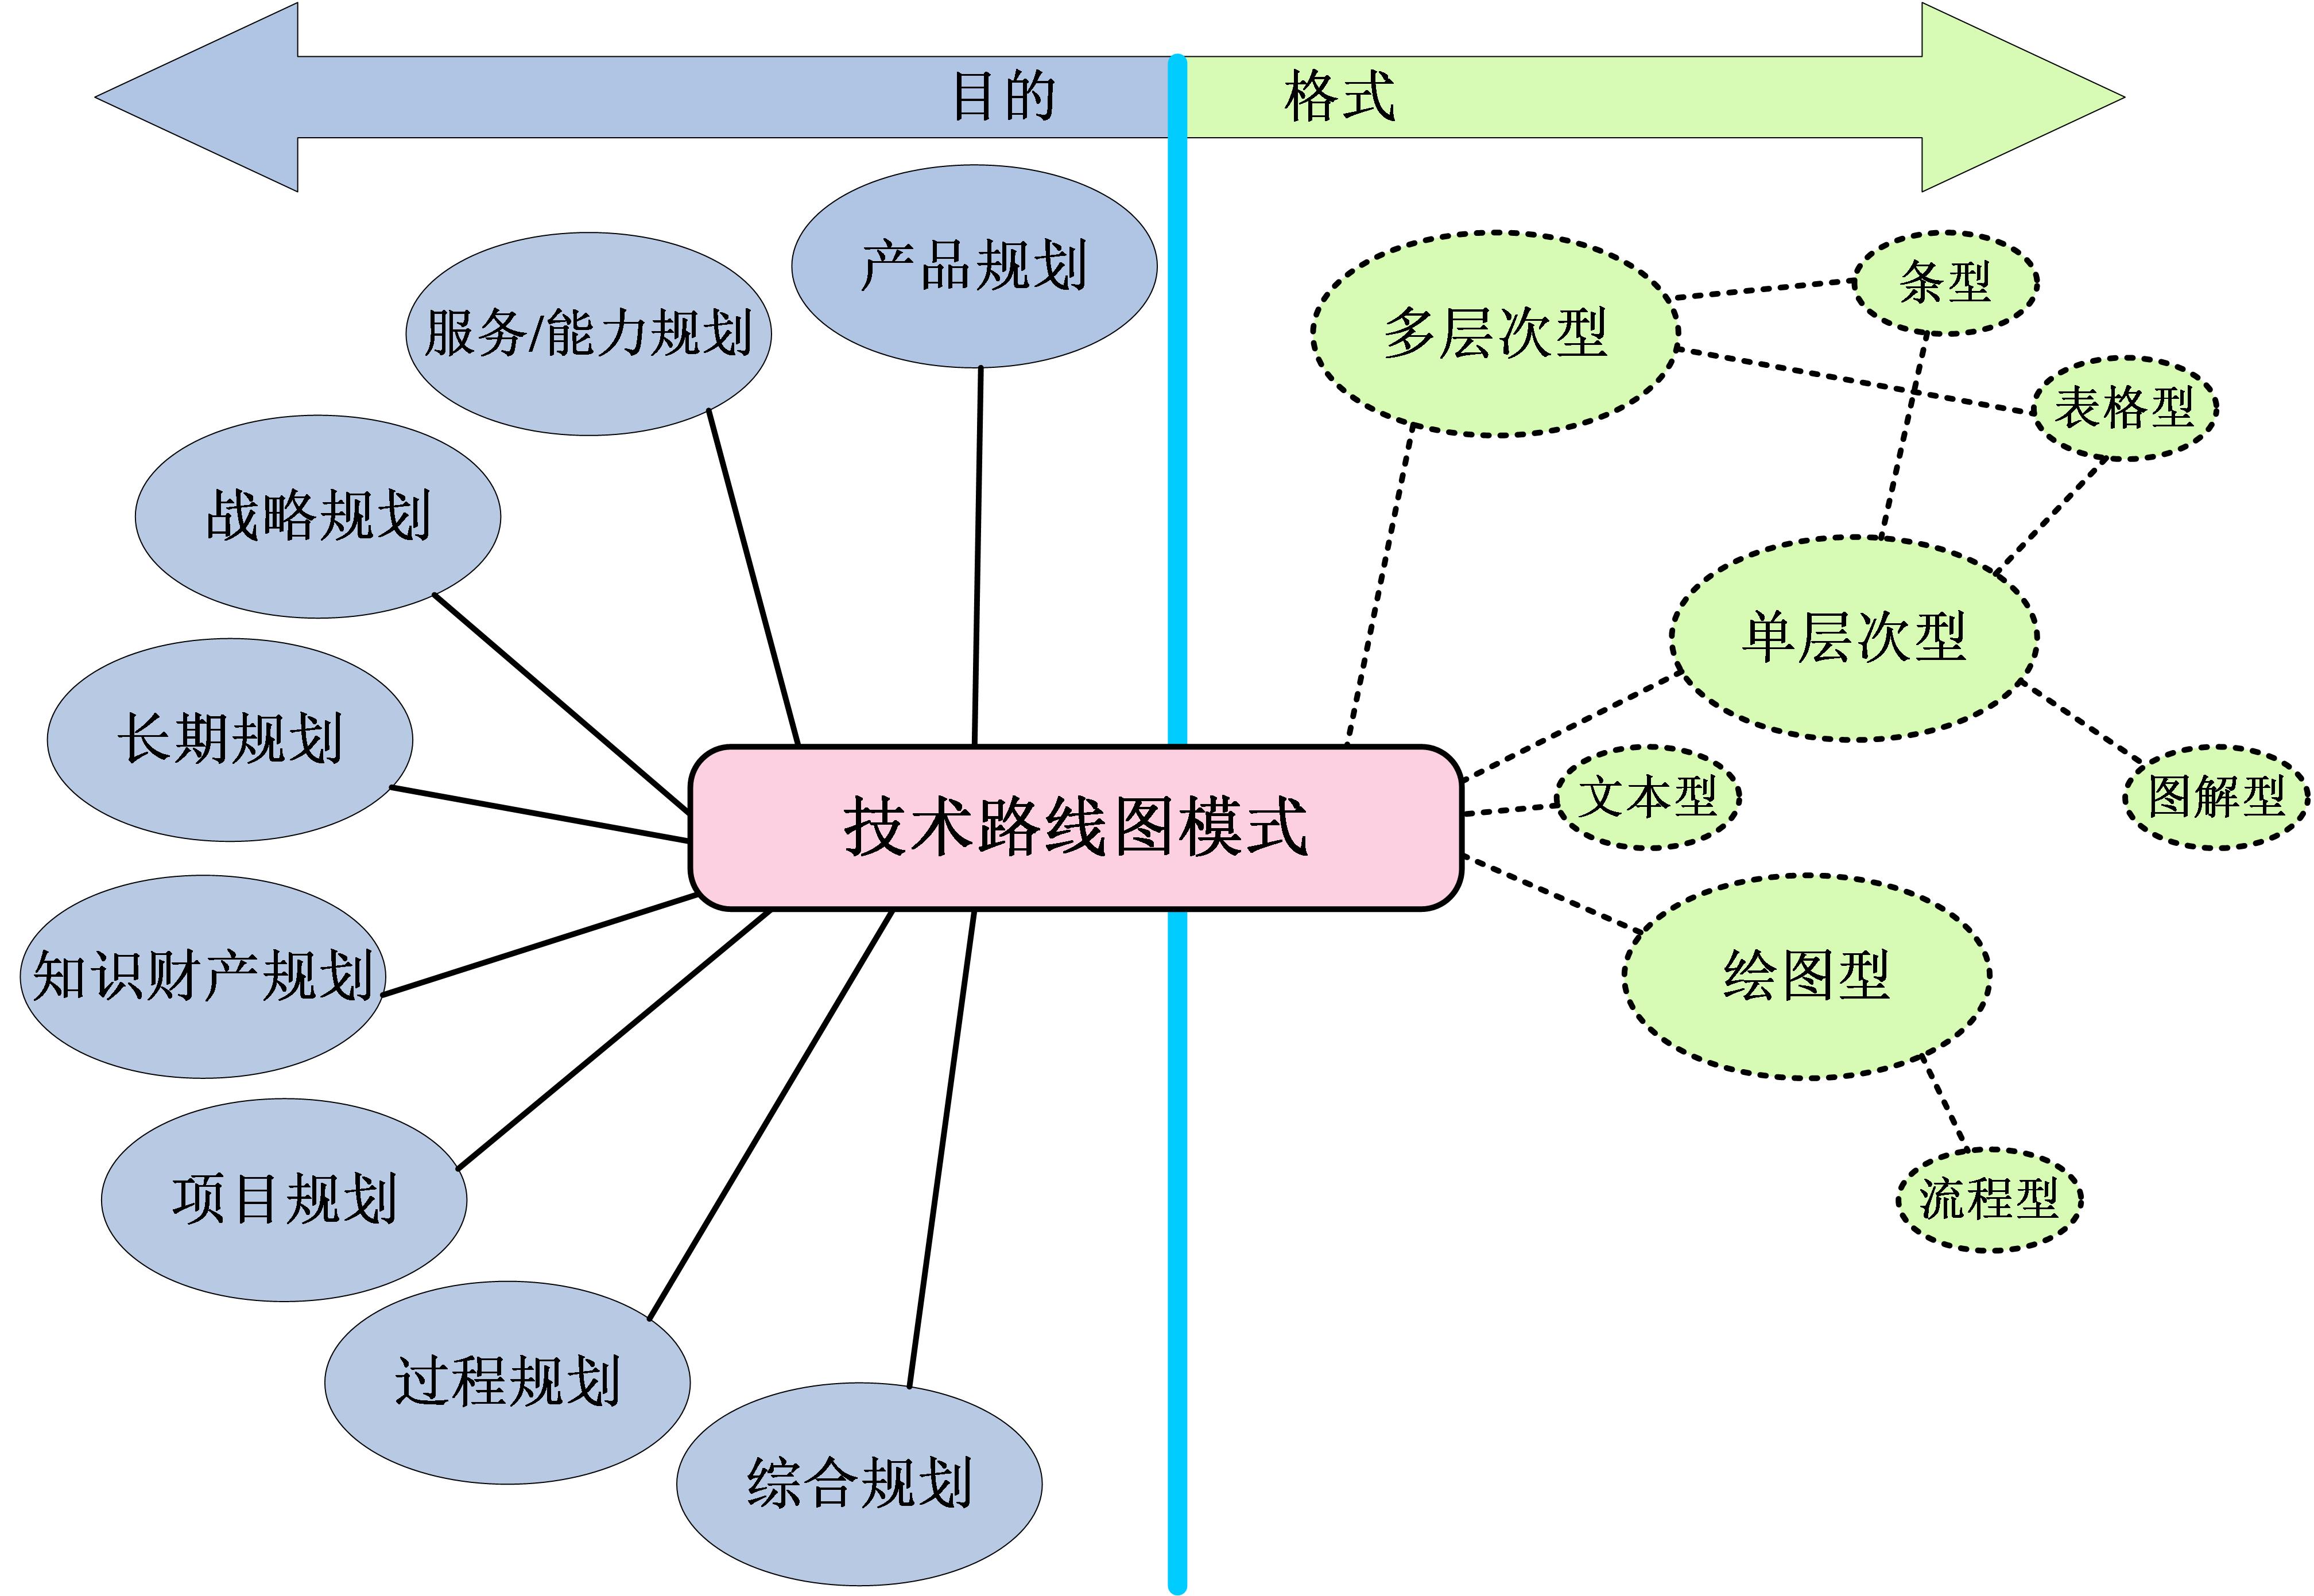 目的
格式
产品规划
服务/能力规划
战略规划
长期规划
知识财产规划
项目规划
过程规划
综合规划
技术路线图模式
多层次型
条型
表格型
单层次型
文本型
图解型
绘图型
流程型